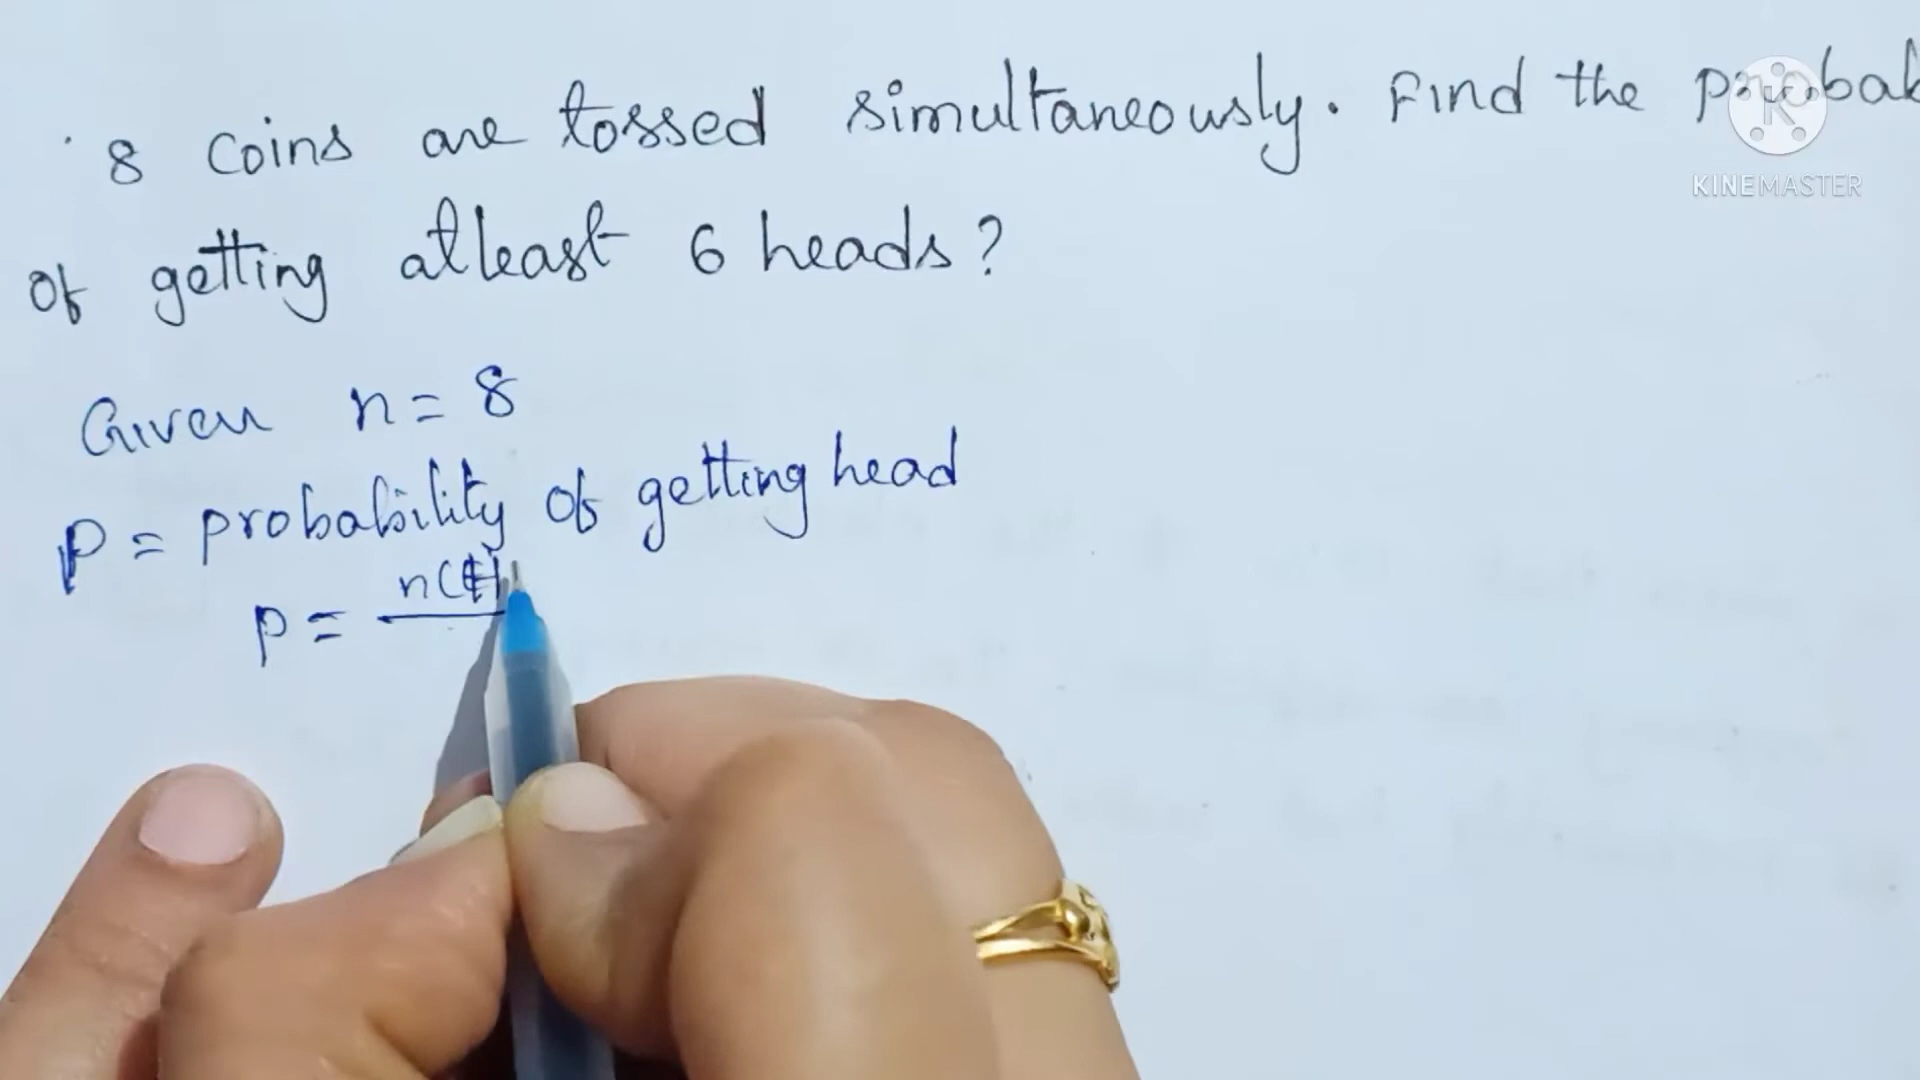 8 coins are tossed simultaneously. Find the probab
of getting atleast 6 heads?
Given n = 8
P = probability of getting head
P = n(H)
KINEMASTER